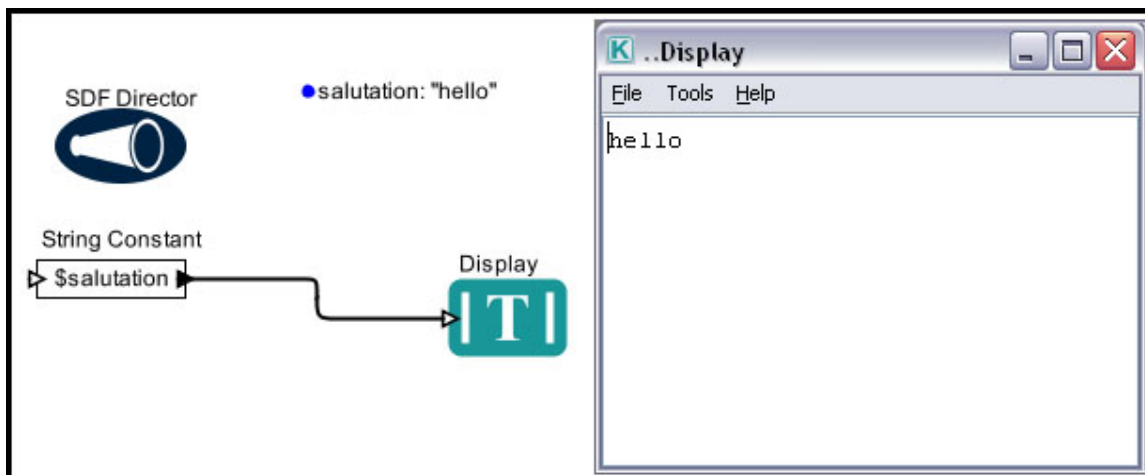 SDF Director
salutation: "hello"
String Constant
$salutation
Display
T
K ..Display
File Tools Help
hello